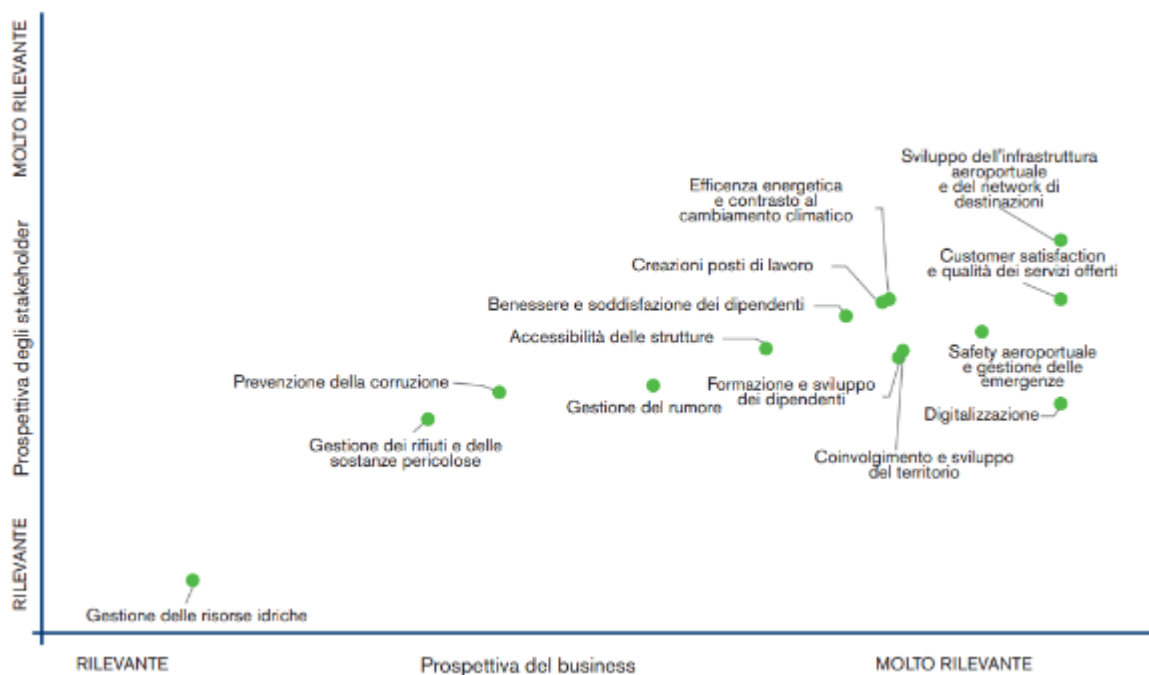 MOLTO RILEVANTE
Prospettiva degli stakeholder
RILEVANTE
Sviluppo dell'infrastruttura
aeroportuale
e del network di
destinazioni
Efficenza energetica
e contrasto al
cambiamento climatico
Customer satisfaction
e qualità dei servizi offerti
Creazioni posti di lavoro
Benessere e soddisfazione dei dipendenti
Accessibilità delle strutture
Safety aeroportuale
e gestione delle
emergenze
Prevenzione della corruzione
Formazione e sviluppo
dei dipendenti
Gestione del rumore
Digitalizzazione
Gestione dei rifiuti e delle
sostanze pericolose
Coinvolgimento e sviluppo
del territorio
Gestione delle risorse idriche
RILEVANTE
Prospettiva del business
MOLTO RILEVANTE